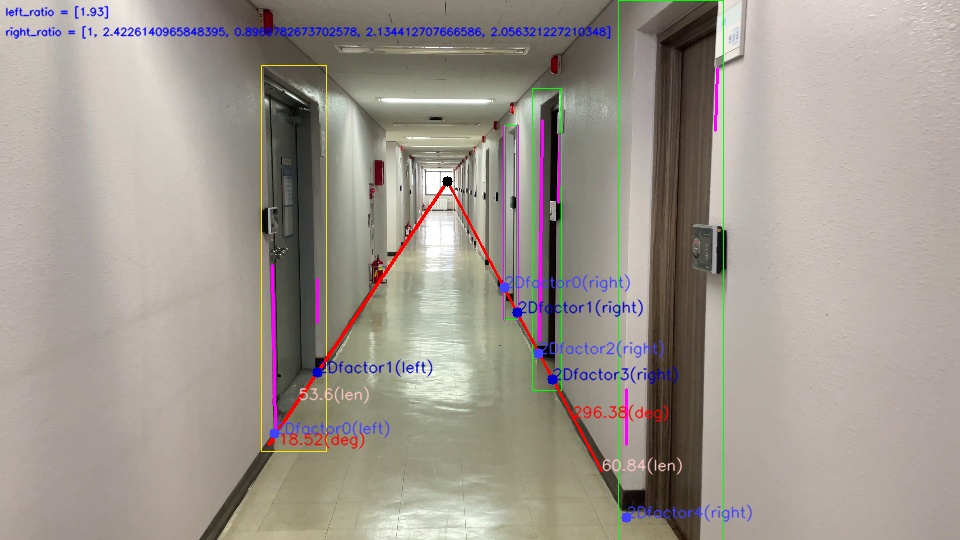 left_ratio = [1.93]
right_ratio = [1, 2.4226140965848395, 0.8960782673702578, 2.134412707666586, 2.056321227210348]
2Dfactor0(right)
2Dfactor1(right)
2Dfactor2(right)
2Dfactor1(left)
2Dfactor3(right)
53.6(len)
296.38(deg)
2Dfactor0(left)
18.52(deg)
60.84(len)
2Dfactor4(right)